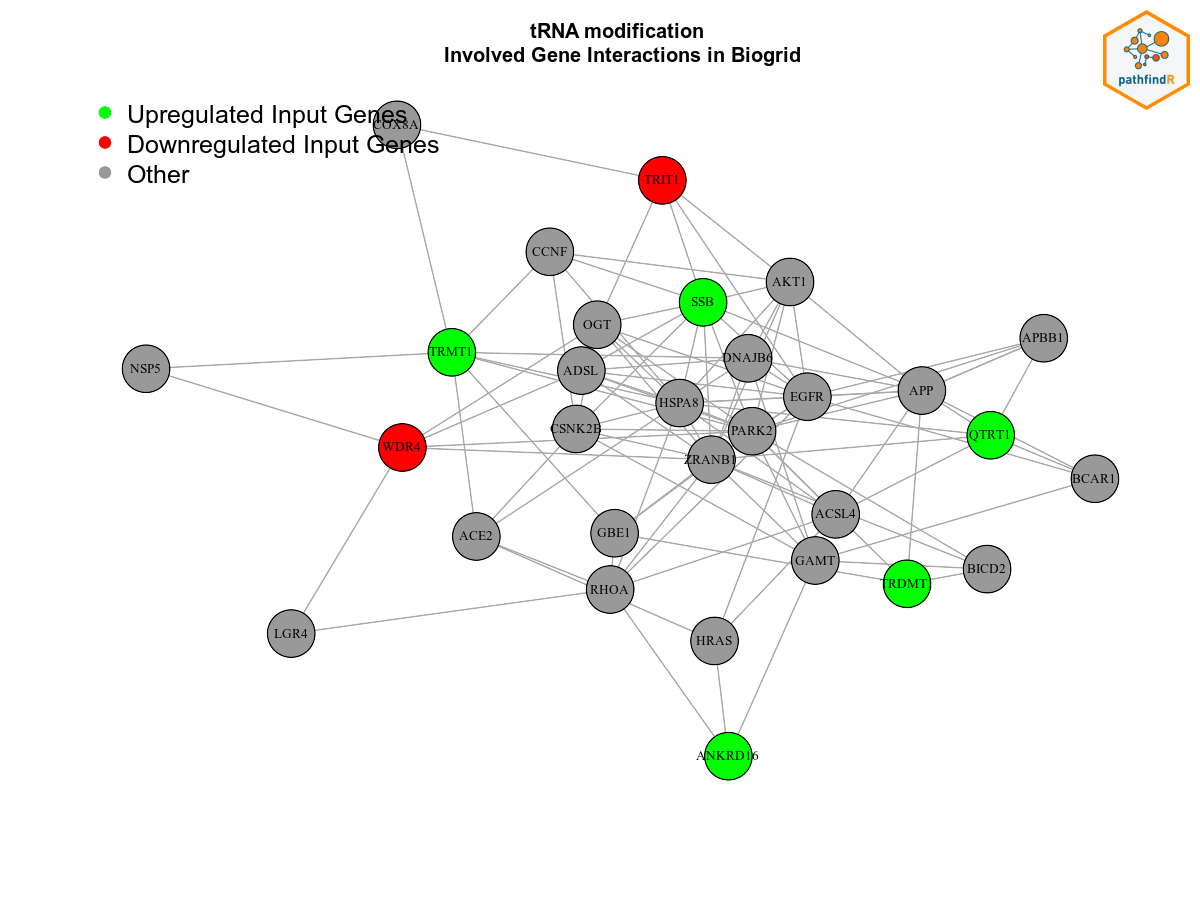 tRNA modification
Involved Gene Interactions in Biogrid
pathfindR
Upregulated Input Genes
Downregulated Input Genes
Other
COX8A
TRIT1
CCNF
AKT1
SSB
OGT
APBB1
TRMT1
DNAJB6
NSP5
ADSL
APP
EGFR
HSPA8
CSNK2B
PARK2
QTRT1
WDR4
ZRANB1
BCAR1
ACSL4
GBE1
ACE2
GAMT
BICD2
TRDMT1
RHOA
LGR4
HRAS
ANKRD16